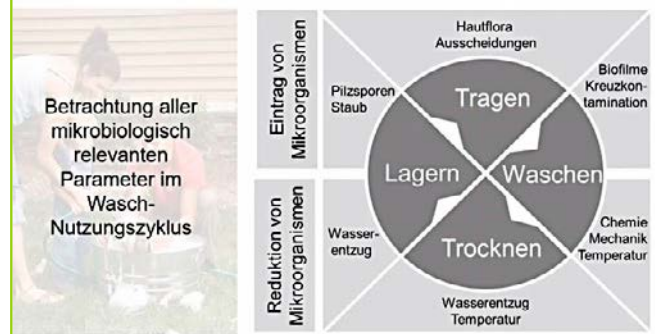 Betrachtung aller
mikrobiologisch
relevanten
Parameter im
Wasch-
Nutzungszyklus
Eintrag von
Mikroorganismen
Reduktion von
Mikroorganismen
Hautflora
Ausscheidungen
Pilzsporen
Staub
Biofilme
Kreuzkon-
tamination
Tragen
Lagern
Waschen
Trocknen
Wasser-
entzug
Chemie
Mechanik
Temperatur
Wasserentzug
Temperatur